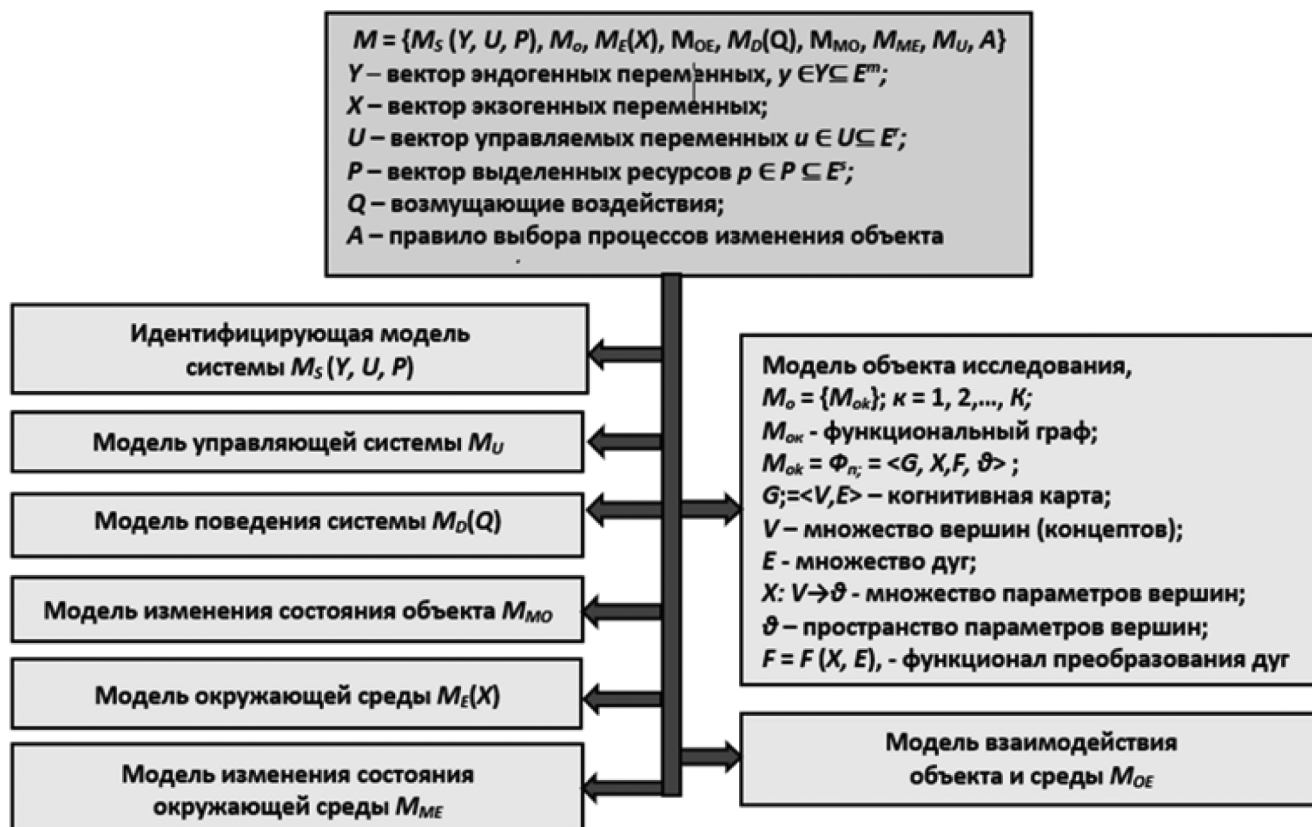 M = {M_S (Y, U, P), M_o, M_E(X), M_OE, M_D(Q), M_MO, M_ME, M_U, A}
Y – вектор эндогенных переменных, y ∈Y⊆ E^m;
X – вектор экзогенных переменных;
U – вектор управляемых переменных u ∈ U⊆ E^r;
P – вектор выделенных ресурсов p ∈ P ⊆ E^s;
Q – возмущающие воздействия;
A – правило выбора процессов изменения объекта
Идентифицирующая модель
системы M_S (Y, U, P)
Модель управляющей системы M_U
Модель поведения системы M_D(Q)
Модель изменения состояния объекта M_MO
Модель окружающей среды M_E(X)
Модель изменения состояния
окружающей среды M_ME
Модель объекта исследования,
M_o = {M_ok}; к = 1, 2,..., К;
M_ок - функциональный граф;
M_ok = Φ_п; = <G, X,F, ϑ> ;
G;=<V,E> – когнитивная карта;
V – множество вершин (концептов);
E - множество дуг;
X: V→ϑ - множество параметров вершин;
ϑ – пространство параметров вершин;
F = F (X, E), - функционал преобразования дуг
Модель взаимодействия
объекта и среды M_OE